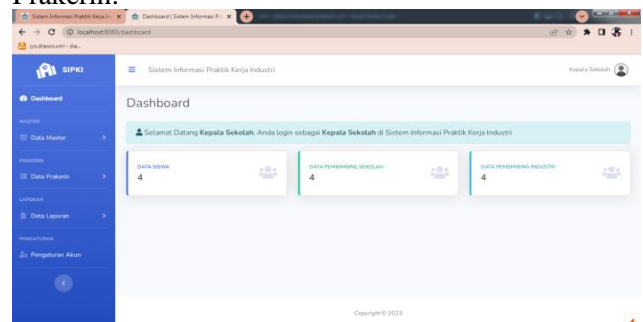 Prakerin.
Sistem Informasi Praktik Kerja In
Dashboard | Sistem Informasi Pr
localhost:8080/dashboard
SIPKI
Sistem Informasi Praktik Kerja Industri
Kepala Sekolah
Dashboard
Dashboard
MASTER
Data Master
Selamat Datang Kepala Sekolah, Anda login sebagai Kepala Sekolah di Sistem Informasi Praktik Kerja Industri
PRAKERIN
Data Prakerin
DATA SISWA
4
DATA PEMBIMBING SEKOLAH
4
DATA PEMBIMBING INDUSTRI
4
LAPORAN
Data Laporan
PENGATURAN
Pengaturan Akun
Copyright © 2023